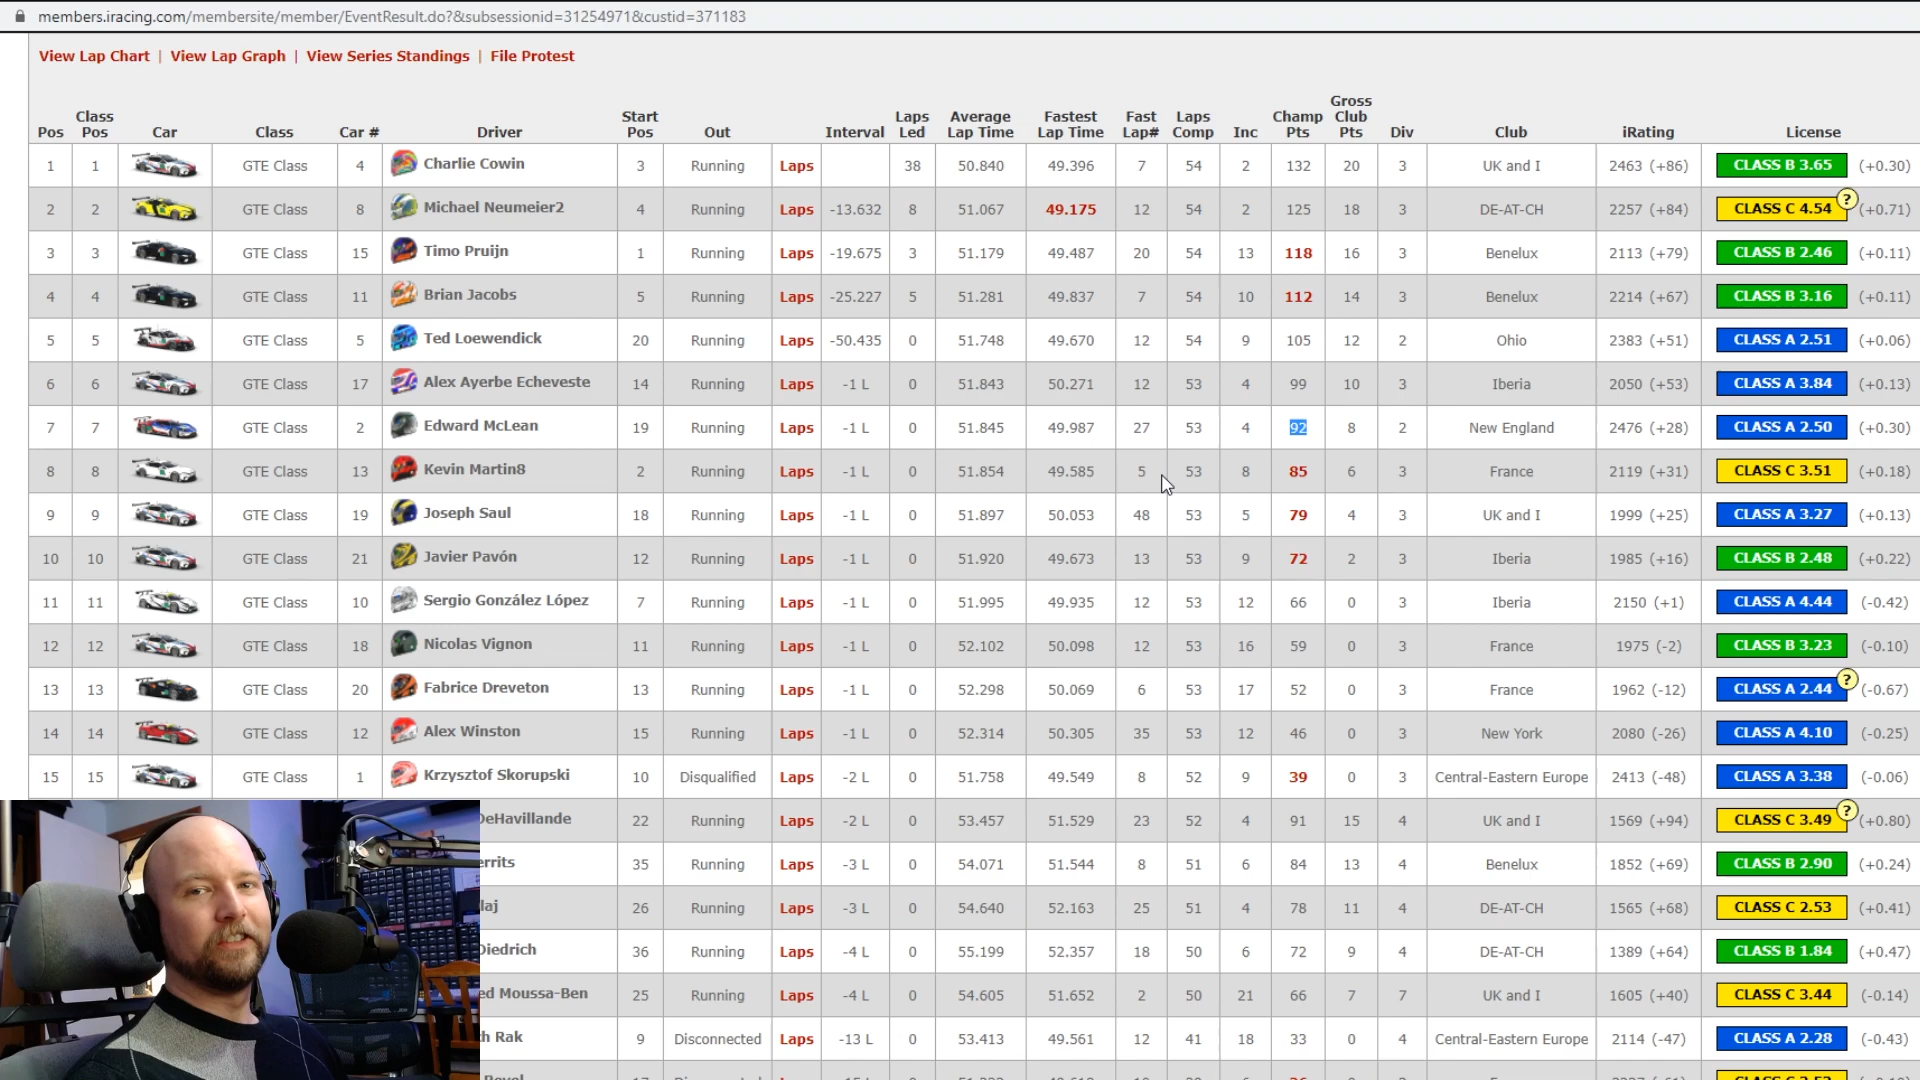 members.iracing.com/membersite/member/EventResult.do?&subsessionid=31254971&custid=371183
View Lap Chart | View Lap Graph | View Series Standings | File Protest
Pos Class Pos Car Class Car # Driver Start Pos Out Interval Laps Led Average Lap Time Fastest Lap Time Fast Lap# Laps Comp Inc Champ Pts Gross Club Pts Div Club iRating License
1 1 GTE Class 4 Charlie Cowin 3 Running Laps 38 50.840 49.396 7 54 2 132 20 3 UK and I 2463 (+86) CLASS B 3.65 (+0.30)
2 2 GTE Class 8 Michael Neumeier2 4 Running Laps -13.632 8 51.067 49.175 12 54 2 125 18 3 DE-AT-CH 2257 (+84) CLASS C 4.54 ? (+0.71)
3 3 GTE Class 15 Timo Pruijn 1 Running Laps -19.675 3 51.179 49.487 20 54 13 118 16 3 Benelux 2113 (+79) CLASS B 2.46 (+0.11)
4 4 GTE Class 11 Brian Jacobs 5 Running Laps -25.227 5 51.281 49.837 7 54 10 112 14 3 Benelux 2214 (+67) CLASS B 3.16 (+0.11)
5 5 GTE Class 5 Ted Loewendick 20 Running Laps -50.435 0 51.748 49.670 12 54 9 105 12 2 Ohio 2383 (+51) CLASS A 2.51 (+0.06)
6 6 GTE Class 17 Alex Ayerbe Echeveste 14 Running Laps -1 L 0 51.843 50.271 12 53 4 99 10 3 Iberia 2050 (+53) CLASS A 3.84 (+0.13)
7 7 GTE Class 2 Edward McLean 19 Running Laps -1 L 0 51.845 49.987 27 53 4 92 8 2 New England 2476 (+28) CLASS A 2.50 (+0.30)
8 8 GTE Class 13 Kevin Martin8 2 Running Laps -1 L 0 51.854 49.585 5 53 8 85 6 3 France 2119 (+31) CLASS C 3.51 (+0.18)
9 9 GTE Class 19 Joseph Saul 18 Running Laps -1 L 0 51.897 50.053 48 53 5 79 4 3 UK and I 1999 (+25) CLASS A 3.27 (+0.13)
10 10 GTE Class 21 Javier Pavón 12 Running Laps -1 L 0 51.920 49.673 13 53 9 72 2 3 Iberia 1985 (+16) CLASS B 2.48 (+0.22)
11 11 GTE Class 10 Sergio González López 7 Running Laps -1 L 0 51.995 49.935 12 53 12 66 0 3 Iberia 2150 (+1) CLASS A 4.44 (-0.42)
12 12 GTE Class 18 Nicolas Vignon 11 Running Laps -1 L 0 52.102 50.098 12 53 16 59 0 3 France 1975 (-2) CLASS B 3.23 (-0.10)
13 13 GTE Class 20 Fabrice Dreveton 13 Running Laps -1 L 0 52.298 50.069 6 53 17 52 0 3 France 1962 (-12) CLASS A 2.44 ? (-0.67)
14 14 GTE Class 12 Alex Winston 15 Running Laps -1 L 0 52.314 50.305 35 53 12 46 0 3 New York 2080 (-26) CLASS A 4.10 (-0.25)
15 15 GTE Class 1 Krzysztof Skorupski 10 Disqualified Laps -2 L 0 51.758 49.549 8 52 9 39 0 3 Central-Eastern Europe 2413 (-48) CLASS A 3.38 (-0.06)
DeHavillande 22 Running Laps -2 L 0 53.457 51.529 23 52 4 91 15 4 UK and I 1569 (+94) CLASS C 3.49 ? (+0.80)
errits 35 Running Laps -3 L 0 54.071 51.544 8 51 6 84 13 4 Benelux 1852 (+69) CLASS B 2.90 (+0.24)
laj 26 Running Laps -3 L 0 54.640 52.163 25 51 4 78 11 4 DE-AT-CH 1565 (+68) CLASS C 2.53 (+0.41)
Diedrich 36 Running Laps -4 L 0 55.199 52.357 18 50 6 72 9 4 DE-AT-CH 1389 (+64) CLASS B 1.84 (+0.47)
ed Moussa-Ben 25 Running Laps -4 L 0 54.605 51.652 2 50 21 66 7 7 UK and I 1605 (+40) CLASS C 3.44 (-0.14)
h Rak 9 Disconnected Laps -13 L 0 53.413 49.561 12 41 18 33 0 4 Central-Eastern Europe 2114 (-47) CLASS A 2.28 (-0.43)